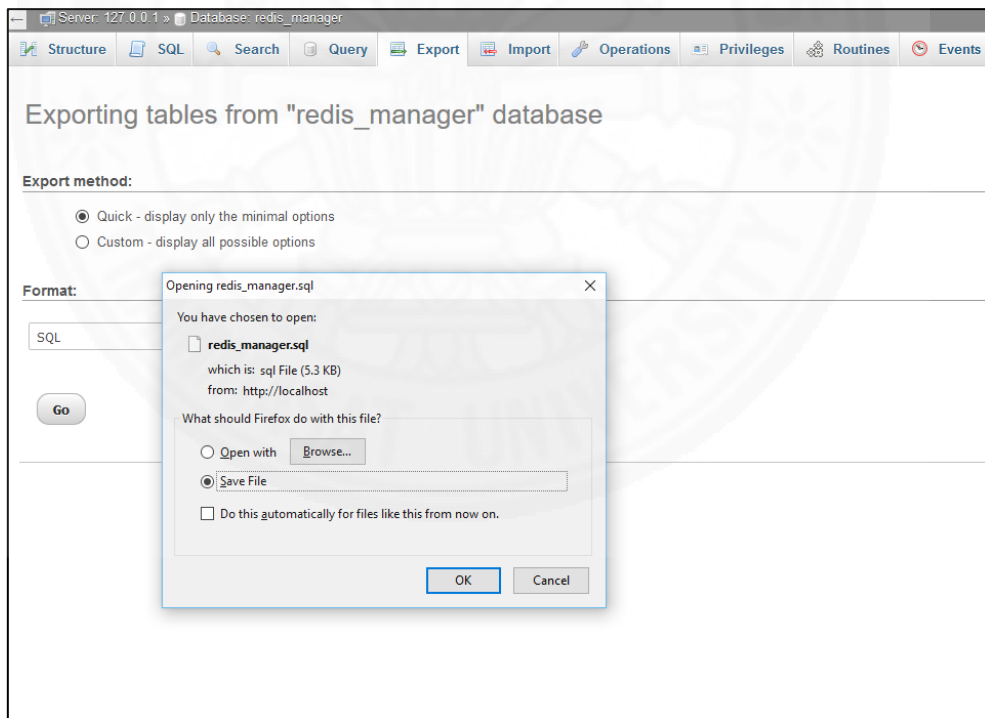 Server: 127.0.0.1 » Database: redis_manager
Structure SQL Search Query Export Import Operations Privileges Routines Events
Exporting tables from "redis_manager" database
Export method:
Quick - display only the minimal options
Custom - display all possible options
Format:
SQL
Go
Opening redis_manager.sql
You have chosen to open:
redis_manager.sql
which is: sql File (5.3 KB)
from: http://localhost
What should Firefox do with this file?
Open with Browse...
Save File
Do this automatically for files like this from now on.
OK Cancel
UNIVERSITY